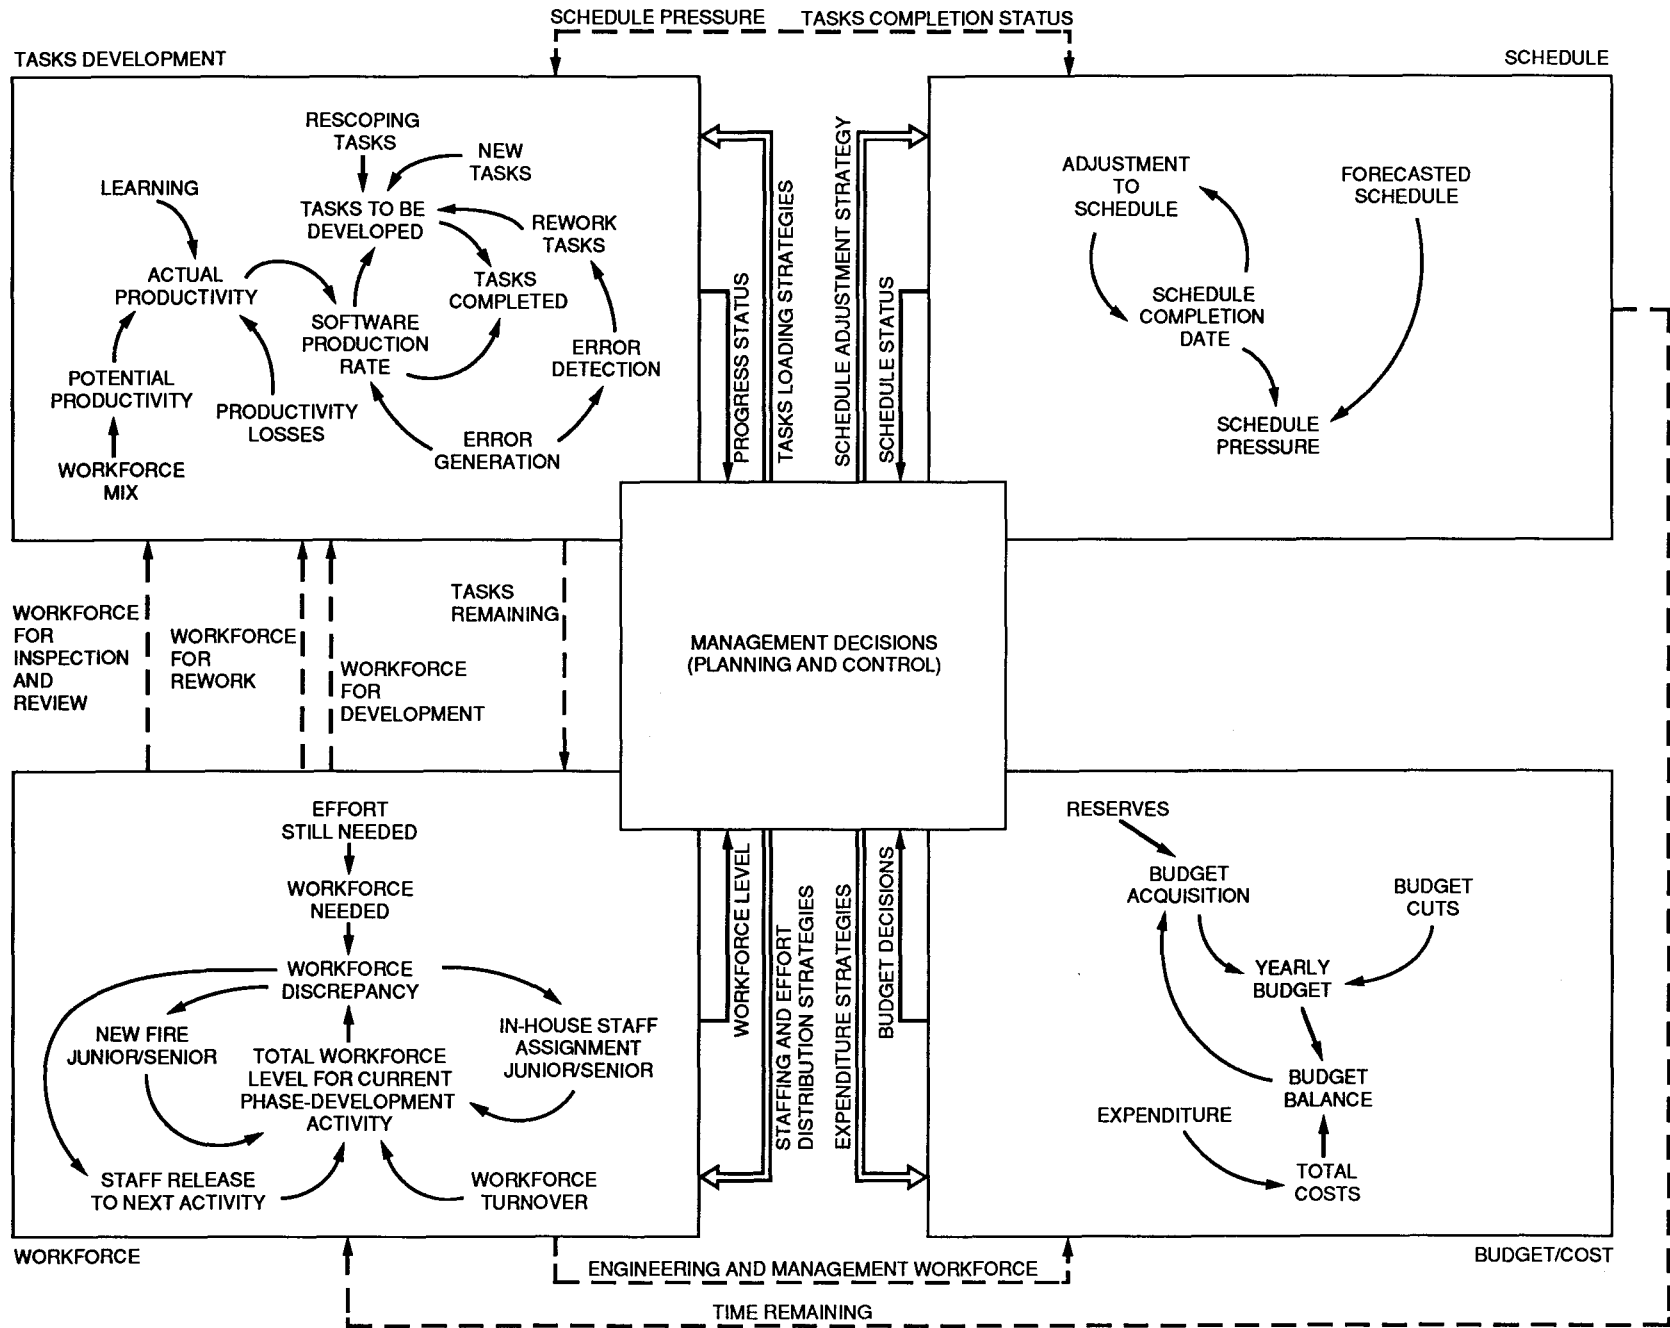 SCHEDULE PRESSURE
TASKS COMPLETION STATUS
TASKS DEVELOPMENT
SCHEDULE
RESCOPING
TASKS
NEW
TASKS
LEARNING
TASKS TO BE
DEVELOPED
REWORK
TASKS
ACTUAL
PRODUCTIVITY
TASKS
COMPLETED
SOFTWARE
PRODUCTION
RATE
ERROR
DETECTION
POTENTIAL
PRODUCTIVITY
PRODUCTIVITY
LOSSES
ERROR
GENERATION
WORKFORCE
MIX
PROGRESS STATUS
TASKS LOADING STRATEGIES
SCHEDULE ADJUSTMENT STRATEGY
SCHEDULE STATUS
ADJUSTMENT
TO
SCHEDULE
FORECASTED
SCHEDULE
SCHEDULE
COMPLETION
DATE
SCHEDULE
PRESSURE
WORKFORCE
FOR
INSPECTION
AND
REVIEW
WORKFORCE
FOR
REWORK
WORKFORCE
FOR
DEVELOPMENT
TASKS
REMAINING
MANAGEMENT DECISIONS
(PLANNING AND CONTROL)
EFFORT
STILL NEEDED
WORKFORCE
NEEDED
WORKFORCE
DISCREPANCY
NEW FIRE
JUNIOR/SENIOR
IN-HOUSE STAFF
ASSIGNMENT
JUNIOR/SENIOR
TOTAL WORKFORCE
LEVEL FOR CURRENT
PHASE-DEVELOPMENT
ACTIVITY
STAFF RELEASE
TO NEXT ACTIVITY
WORKFORCE
TURNOVER
WORKFORCE LEVEL
STAFFING AND EFFORT
DISTRIBUTION STRATEGIES
EXPENDITURE STRATEGIES
BUDGET DECISIONS
RESERVES
BUDGET
ACQUISITION
BUDGET
CUTS
YEARLY
BUDGET
BUDGET
BALANCE
EXPENDITURE
TOTAL
COSTS
WORKFORCE
BUDGET/COST
ENGINEERING AND MANAGEMENT WORKFORCE
TIME REMAINING